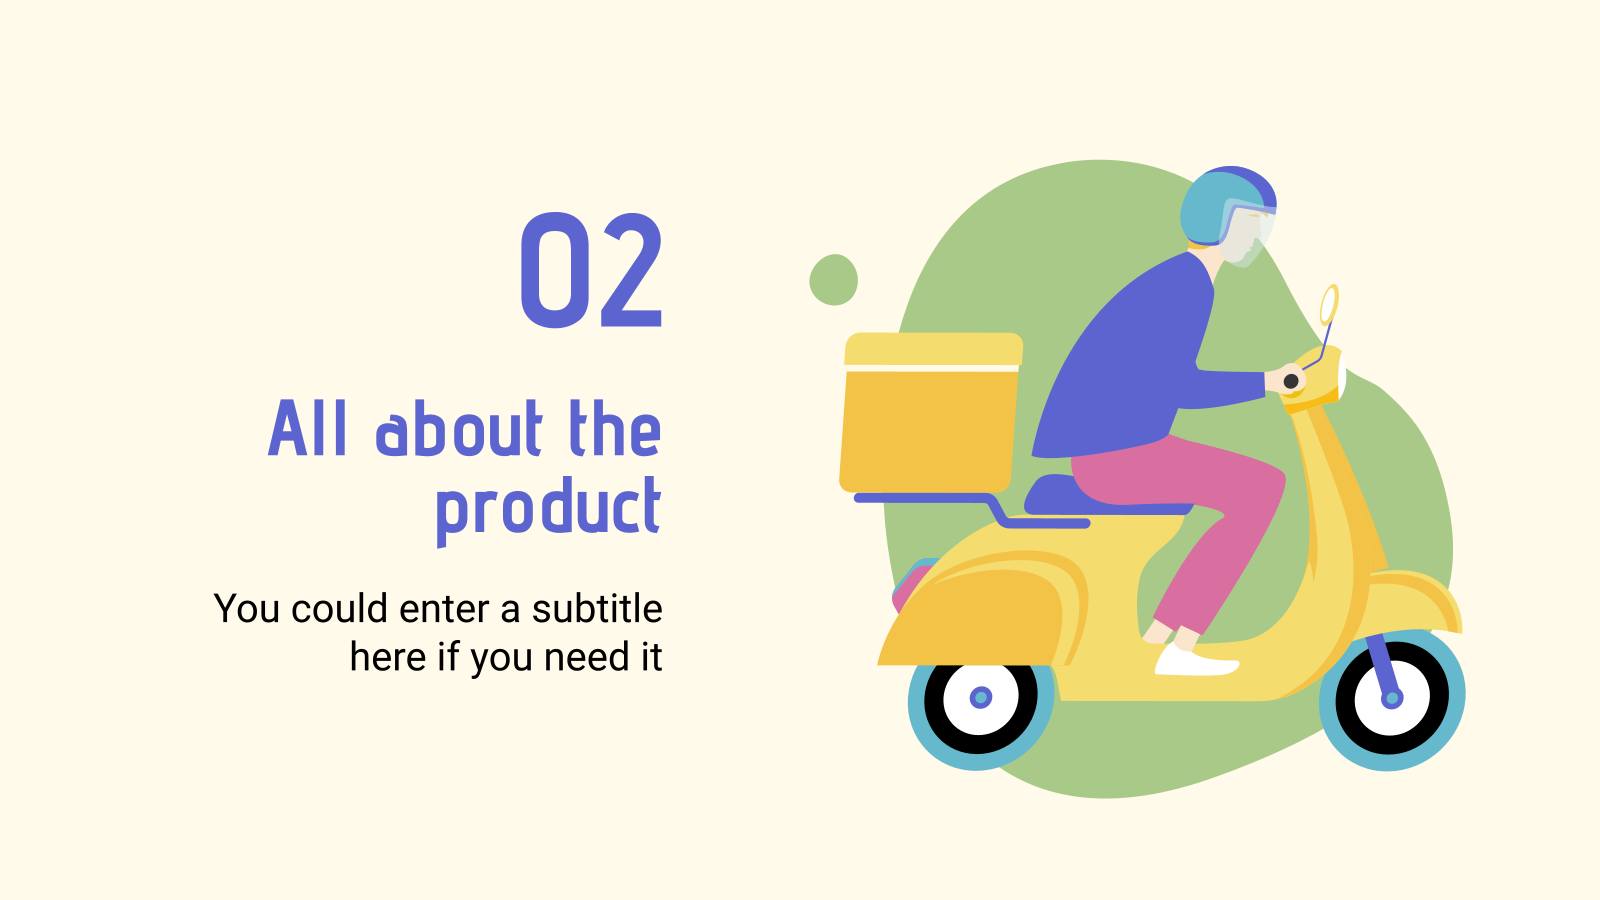 02
All about the
product
You could enter a subtitle
here if you need it